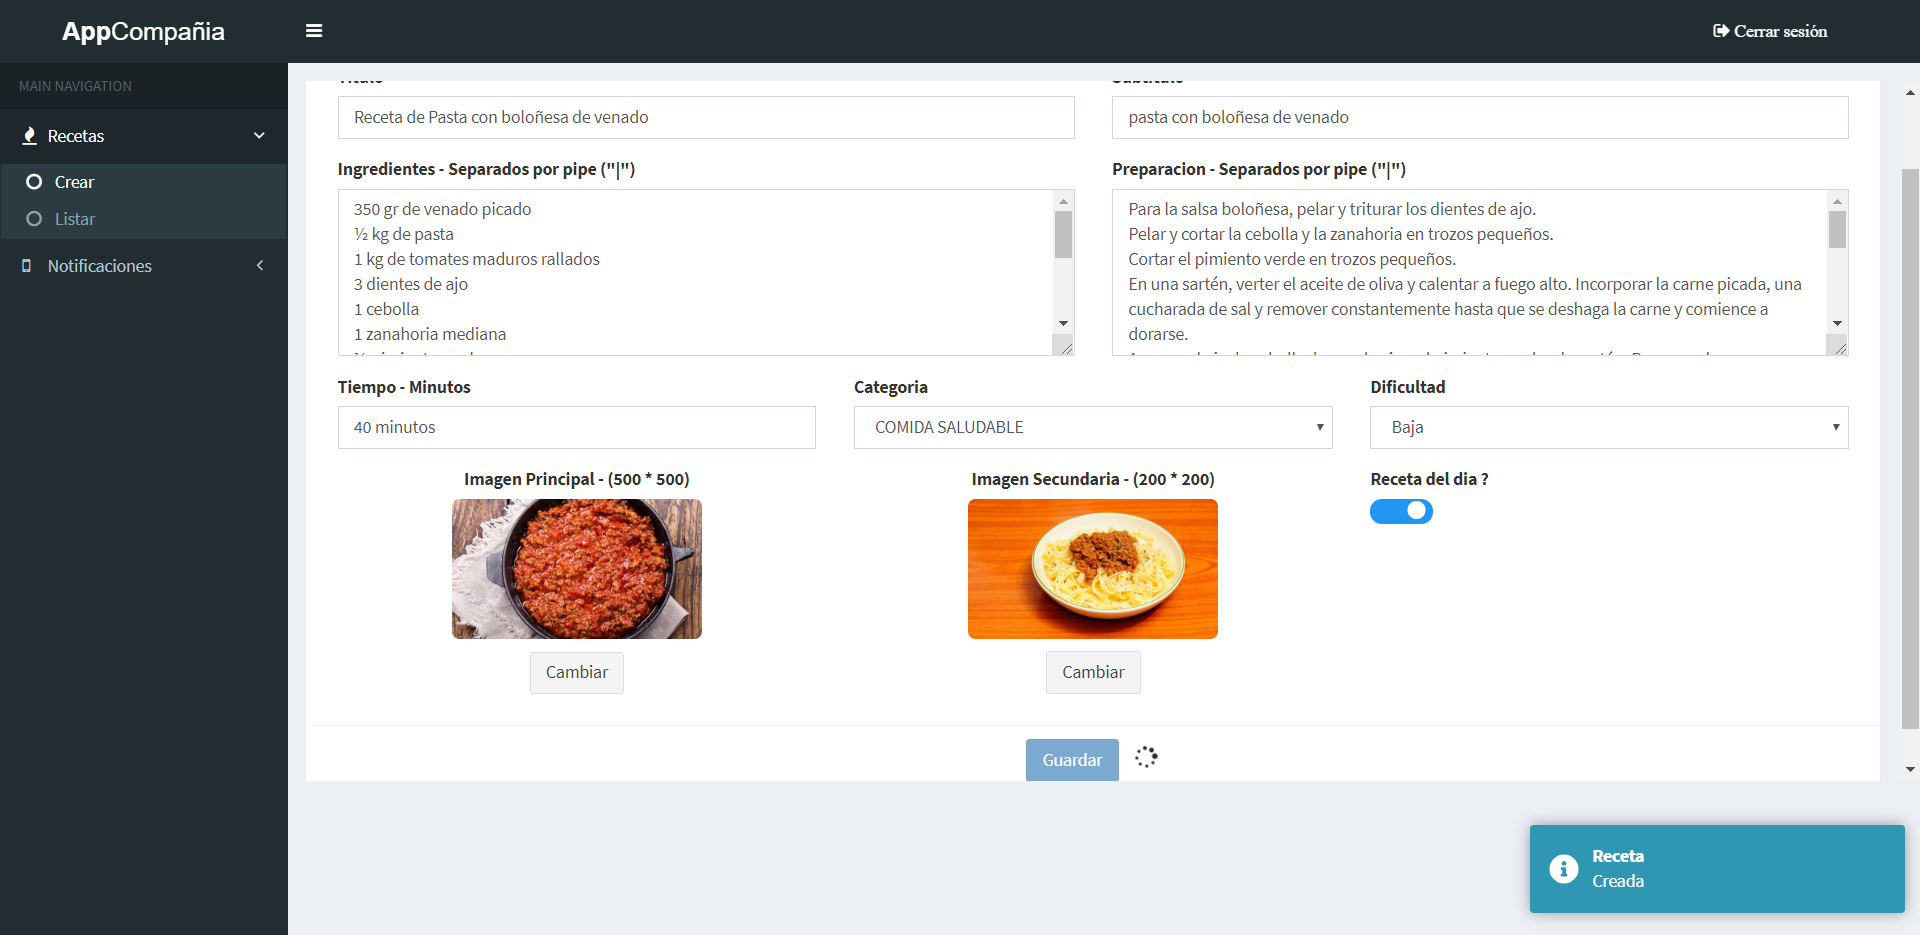 AppCompañia
Cerrar sesión
MAIN NAVIGATION
Recetas
Crear
Listar
Notificaciones
Receta de Pasta con boloñesa de venado
pasta con boloñesa de venado
Ingredientes - Separados por pipe ("|")
Preparacion - Separados por pipe ("|")
350 gr de venado picado
½ kg de pasta
1 kg de tomates maduros rallados
3 dientes de ajo
1 cebolla
1 zanahoria mediana
Para la salsa boloñesa, pelar y triturar los dientes de ajo.
Pelar y cortar la cebolla y la zanahoria en trozos pequeños.
Cortar el pimiento verde en trozos pequeños.
En una sartén, verter el aceite de oliva y calentar a fuego alto. Incorporar la carne picada, una
cucharada de sal y remover constantemente hasta que se deshaga la carne y comience a
dorarse.
Tiempo - Minutos
Categoria
Dificultad
40 minutos
COMIDA SALUDABLE
Baja
Imagen Principal - (500 * 500)
Imagen Secundaria - (200 * 200)
Receta del dia ?
Cambiar
Cambiar
Guardar
Receta
Creada